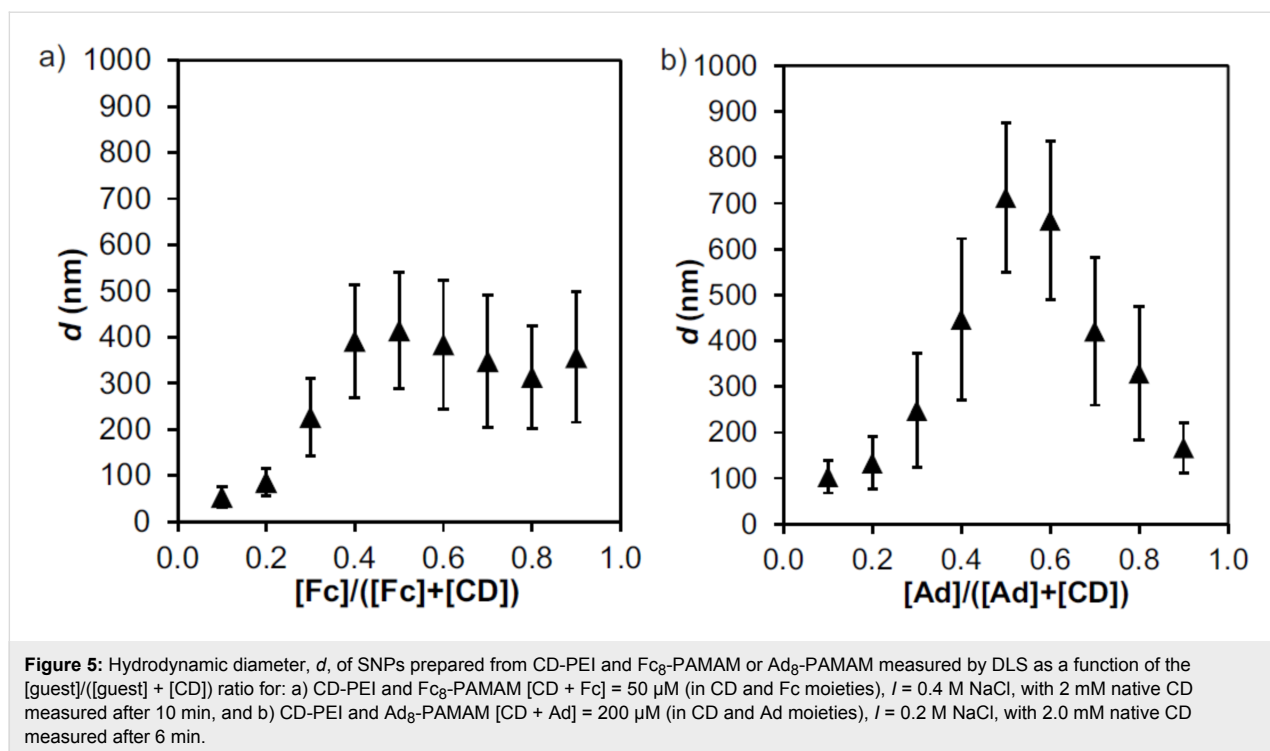 a)
1000
900
800
700
600
500
400
300
200
100
0
d (nm)
0.0 0.2 0.4 0.6 0.8 1.0
[Fc]/([Fc]+[CD])
b)
1000
900
800
700
600
500
400
300
200
100
0
d (nm)
0.0 0.2 0.4 0.6 0.8 1.0
[Ad]/([Ad]+[CD])
Figure 5: Hydrodynamic diameter, d, of SNPs prepared from CD-PEI and Fc₈-PAMAM or Ad₈-PAMAM measured by DLS as a function of the
[guest]/([guest] + [CD]) ratio for: a) CD-PEI and Fc₈-PAMAM [CD + Fc] = 50 µM (in CD and Fc moieties), I = 0.4 M NaCl, with 2 mM native CD
measured after 10 min, and b) CD-PEI and Ad₈-PAMAM [CD + Ad] = 200 µM (in CD and Ad moieties), I = 0.2 M NaCl, with 2.0 mM native CD
measured after 6 min.